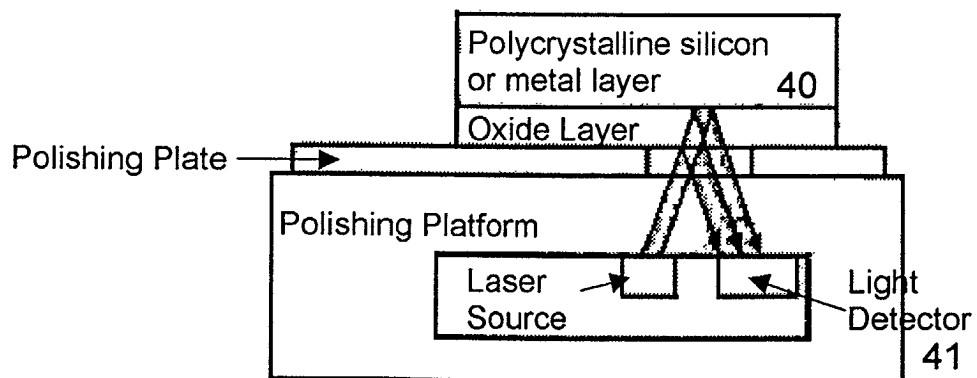 Polycrystalline silicon
or metal layer 40
Oxide Layer
Polishing Plate
Polishing Platform
Laser
Source
Light
Detector
41